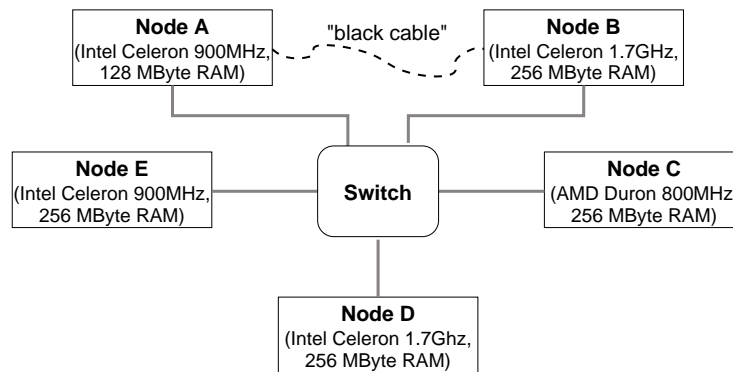 Node A
(Intel Celeron 900MHz,
128 MByte RAM)
"black cable"
Node B
(Intel Celeron 1.7GHz,
256 MByte RAM)
Node E
(Intel Celeron 900MHz,
256 MByte RAM)
Switch
Node C
(AMD Duron 800MHz
256 MByte RAM)
Node D
(Intel Celeron 1.7Ghz,
256 MByte RAM)